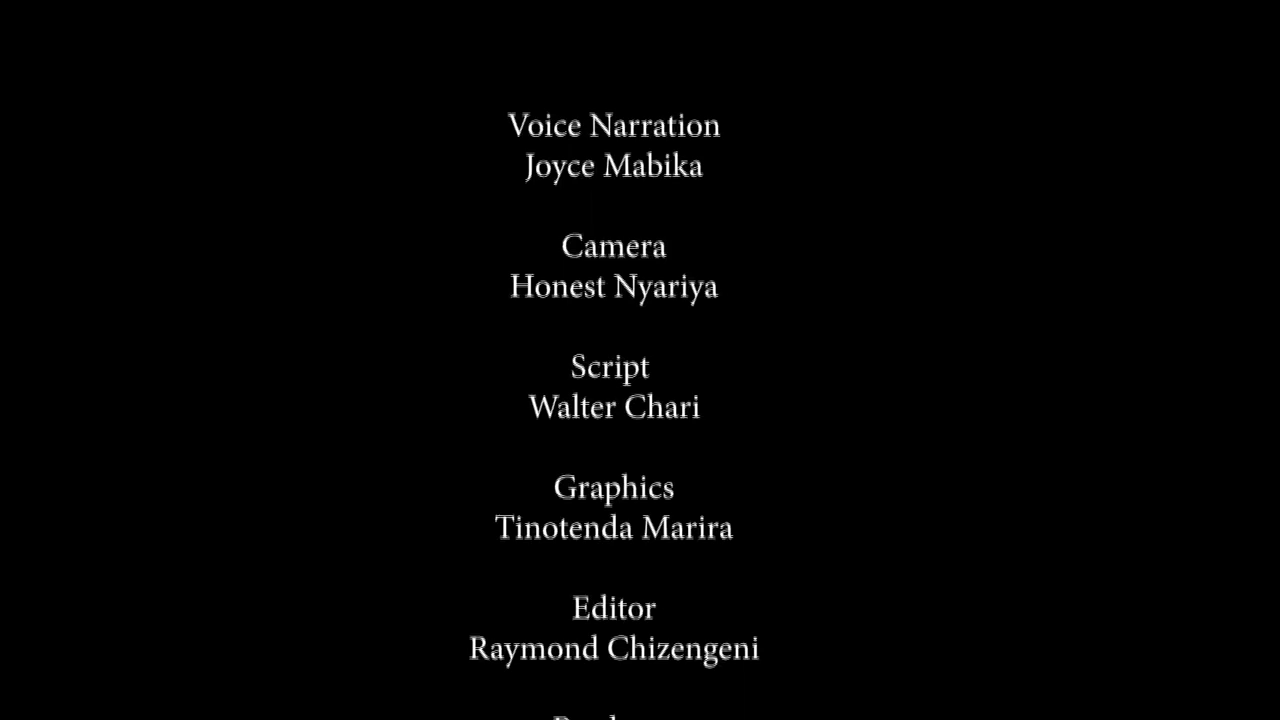 Voice Narration
Joyce Mabika
Camera
Honest Nyariya
Script
Walter Chari
Graphics
Tinotenda Marira
Editor
Raymond Chizengeni